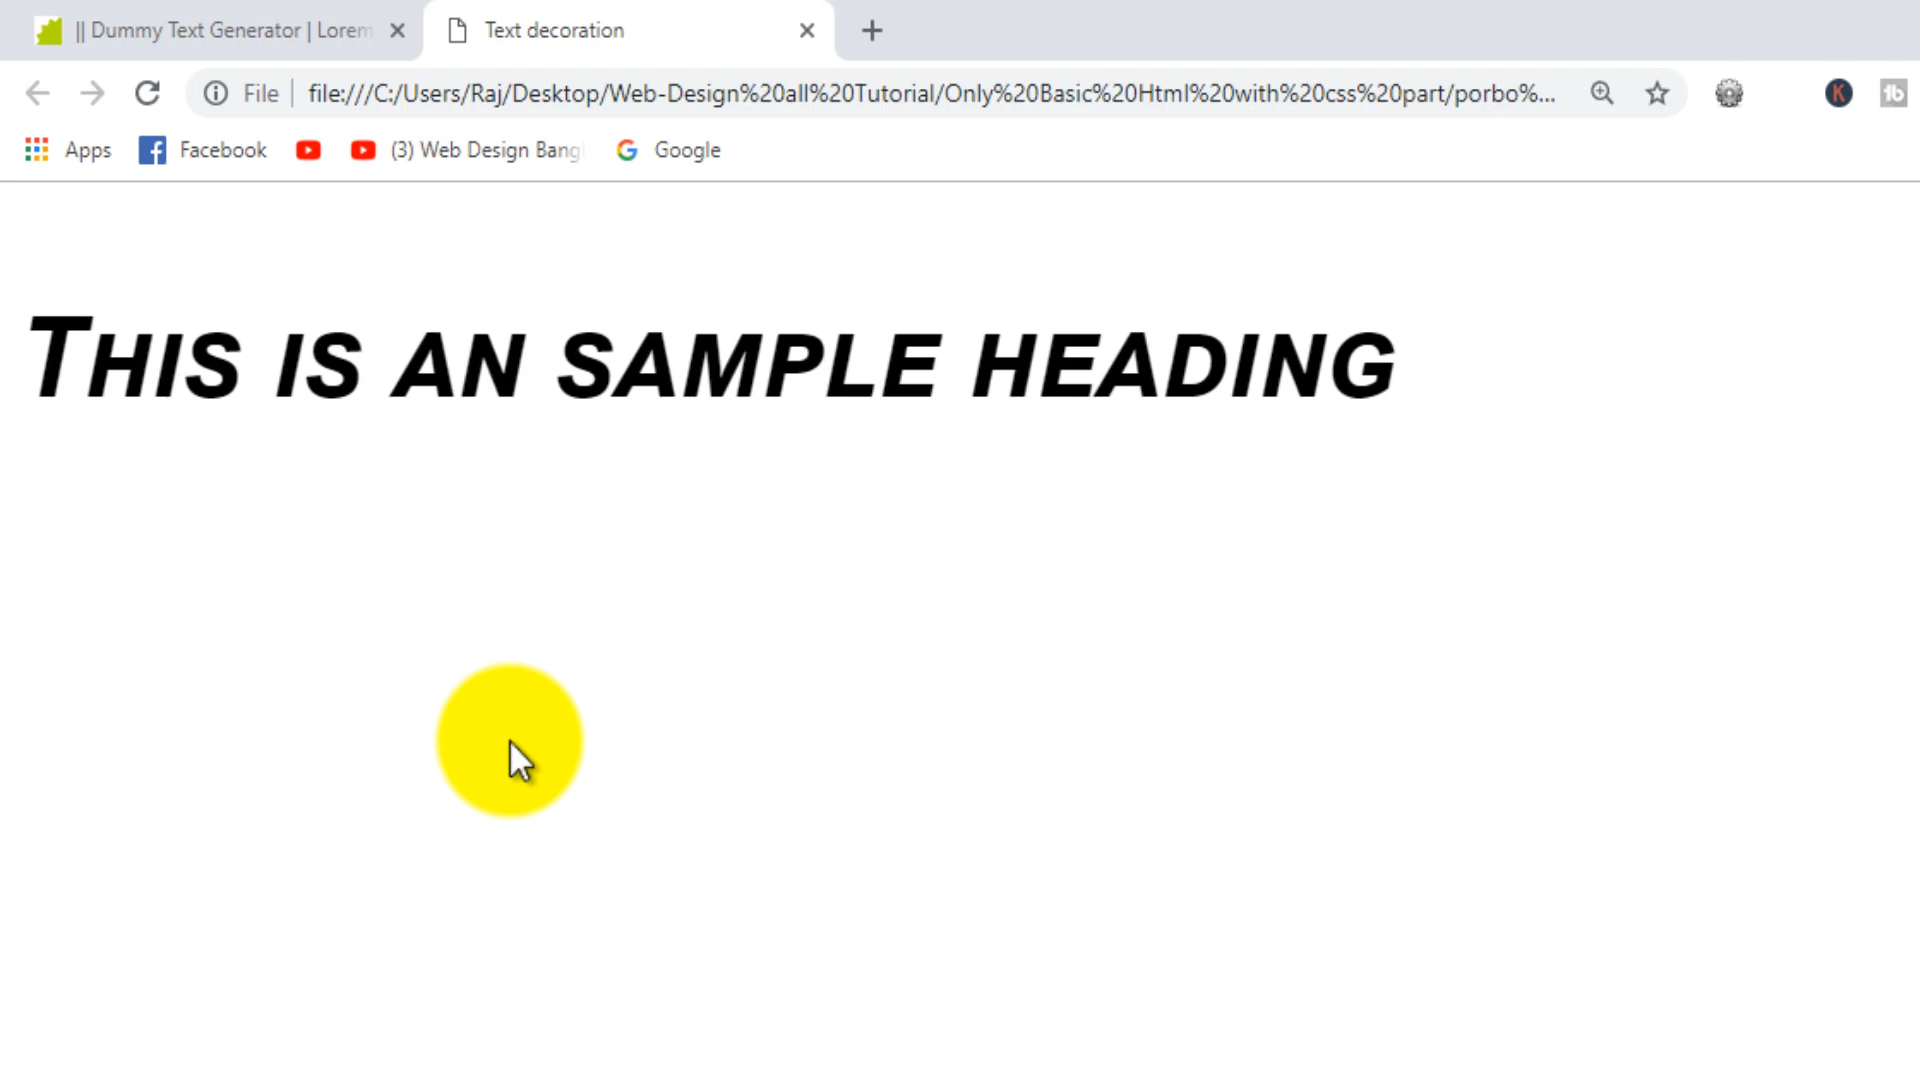 || Dummy Text Generator | Lorem
Text decoration
File
file:///C:/Users/Raj/Desktop/Web-Design%20all%20Tutorial/Only%20Basic%20Html%20with%20css%20part/porbo%...
K
Apps
Facebook
(3) Web Design Bang
Google
This is an sample heading